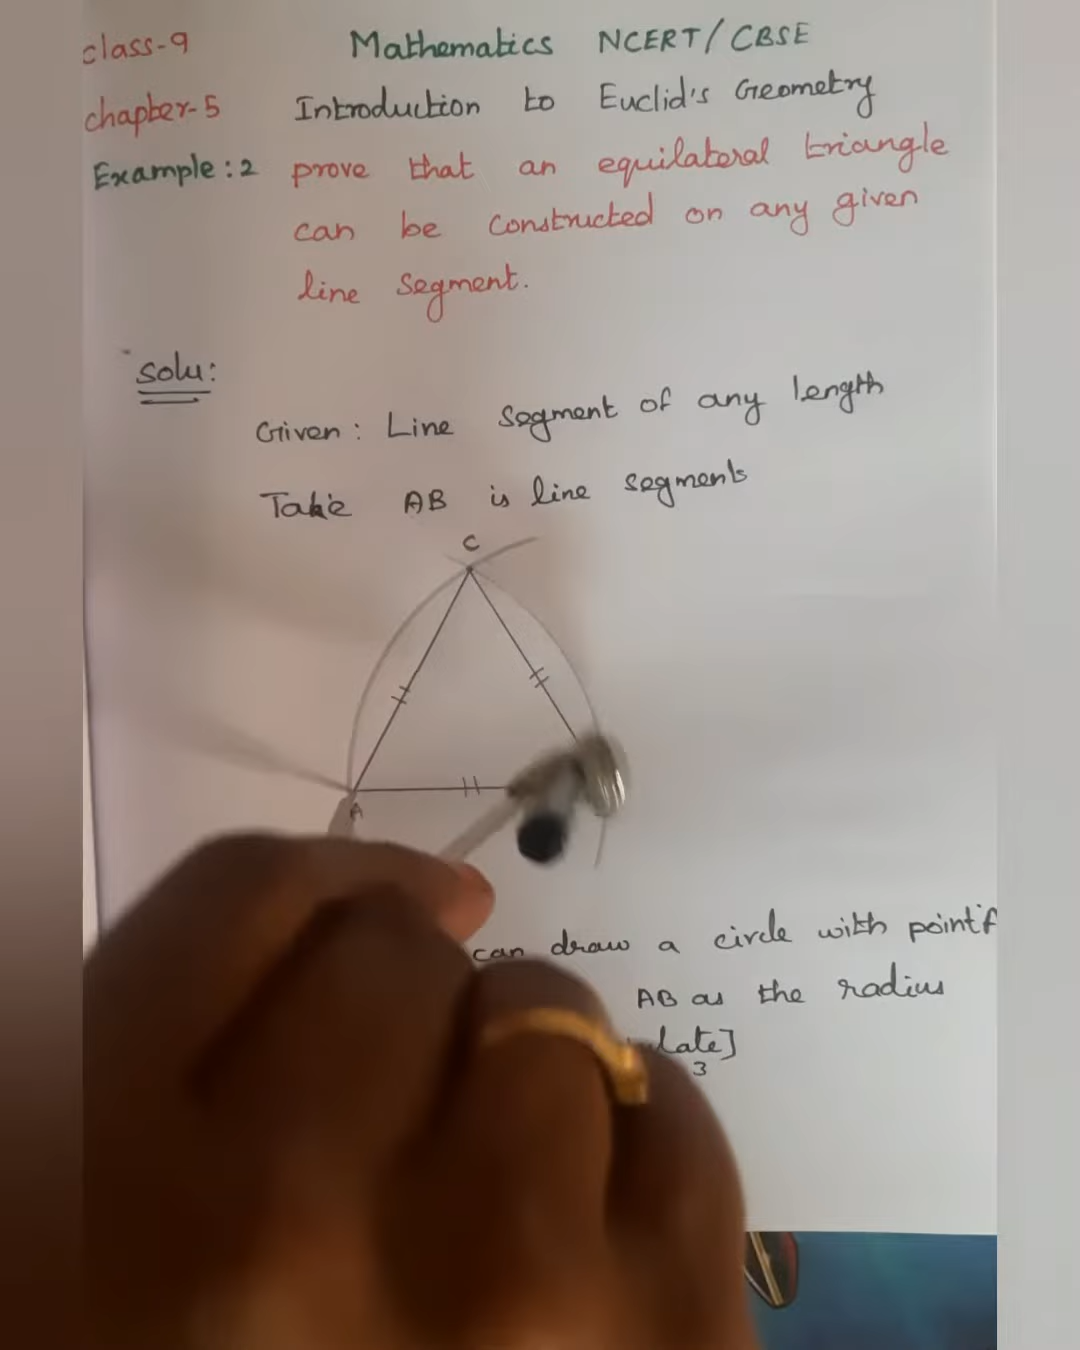 class-9 Mathematics NCERT/CBSE
chapter-5 Introduction to Euclid's Geometry
Example:2 prove that an equilateral triangle
can be constructed on any given
line segment.
Solu:
Given: Line segment of any length
Take AB is line segments
C
A
can draw a circle with point
AB as the radius
3